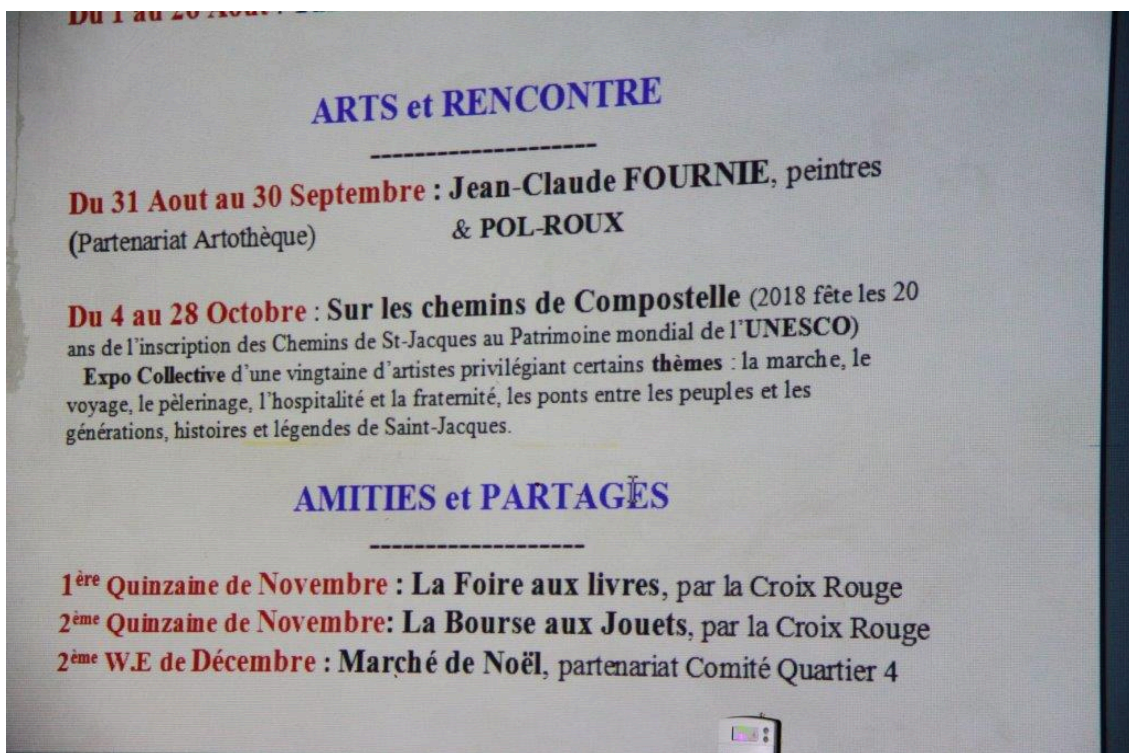 Du 1 au 20 Aout :
ARTS et RENCONTRE
--------------------
Du 31 Aout au 30 Septembre : Jean-Claude FOURNIE, peintres
(Partenariat Artothèque) & POL-ROUX
Du 4 au 28 Octobre : Sur les chemins de Compostelle (2018 fête les 20
ans de l'inscription des Chemins de St-Jacques au Patrimoine mondial de l'UNESCO)
Expo Collective d'une vingtaine d'artistes privilégiant certains thèmes : la marche, le
voyage, le pèlerinage, l'hospitalité et la fraternité, les ponts entre les peuples et les
générations, histoires et légendes de Saint-Jacques.
AMITIES et PARTAGES
-------------------
1ère Quinzaine de Novembre : La Foire aux livres, par la Croix Rouge
2ème Quinzaine de Novembre: La Bourse aux Jouets, par la Croix Rouge
2ème W.E de Décembre : Marché de Noël, partenariat Comité Quartier 4